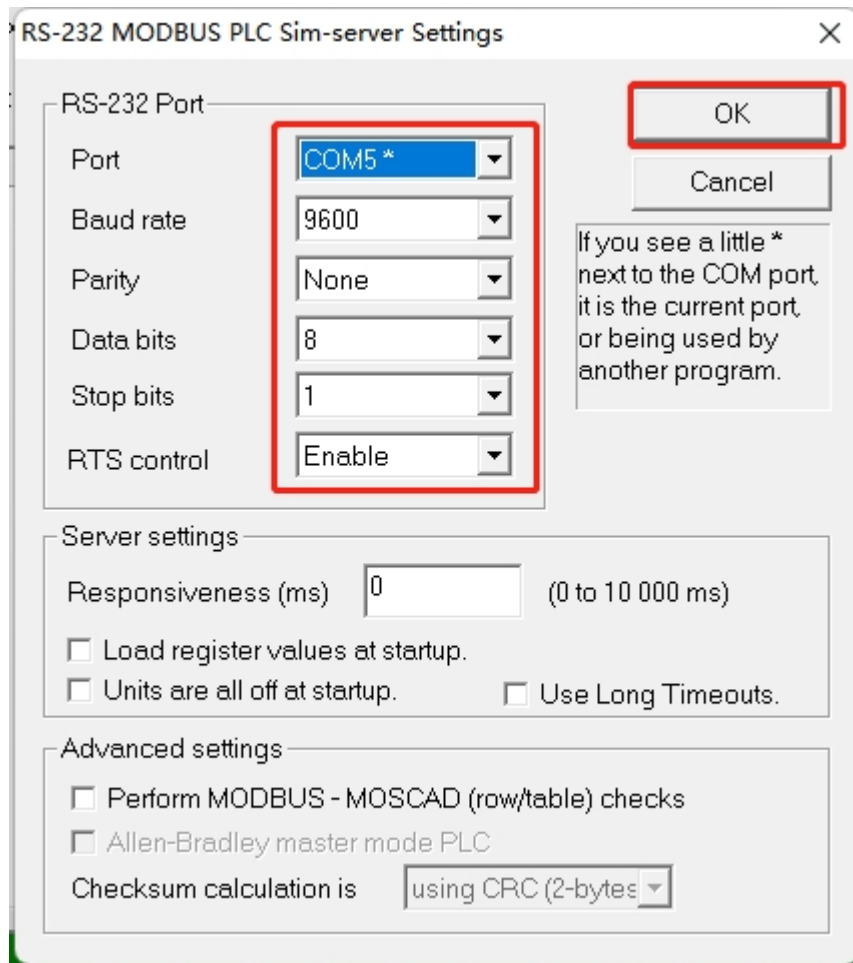 RS-232 MODBUS PLC Sim-server Settings
RS-232 Port
Port COM5 *
Baud rate 9600
Parity None
Data bits 8
Stop bits 1
RTS control Enable
OK
Cancel
If you see a little *
next to the COM port,
it is the current port,
or being used by
another program.
Server settings
Responsiveness (ms) 0 (0 to 10 000 ms)
Load register values at startup.
Units are all off at startup. Use Long Timeouts.
Advanced settings
Perform MODBUS - MOSCAD (row/table) checks
Allen-Bradley master mode PLC
Checksum calculation is using CRC (2-bytes